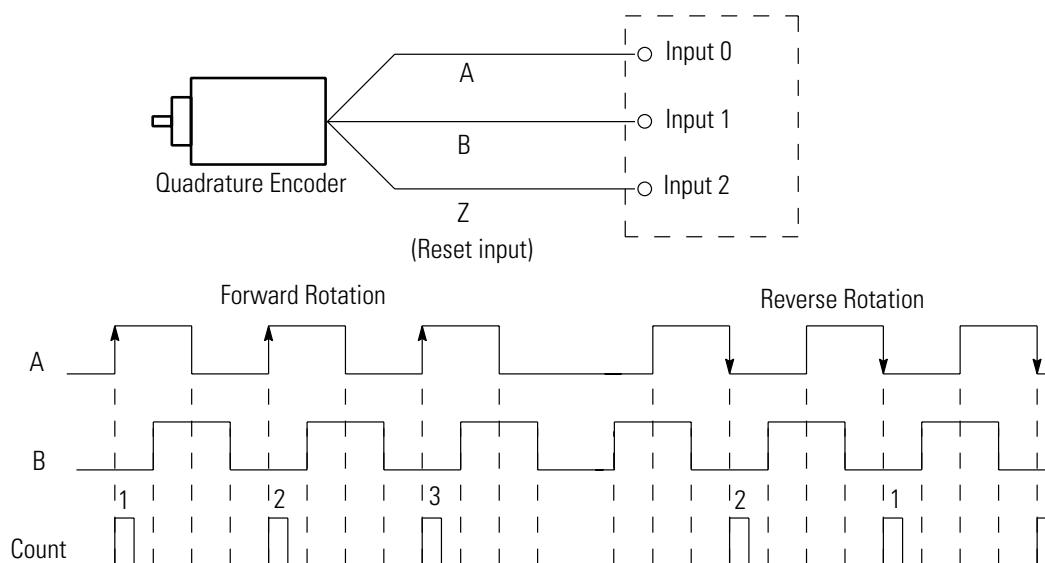 A
Input 0
B
Input 1
Quadrature Encoder
Z
Input 2
(Reset input)
Forward Rotation
Reverse Rotation
A
B
1
2
3
2
1
Count